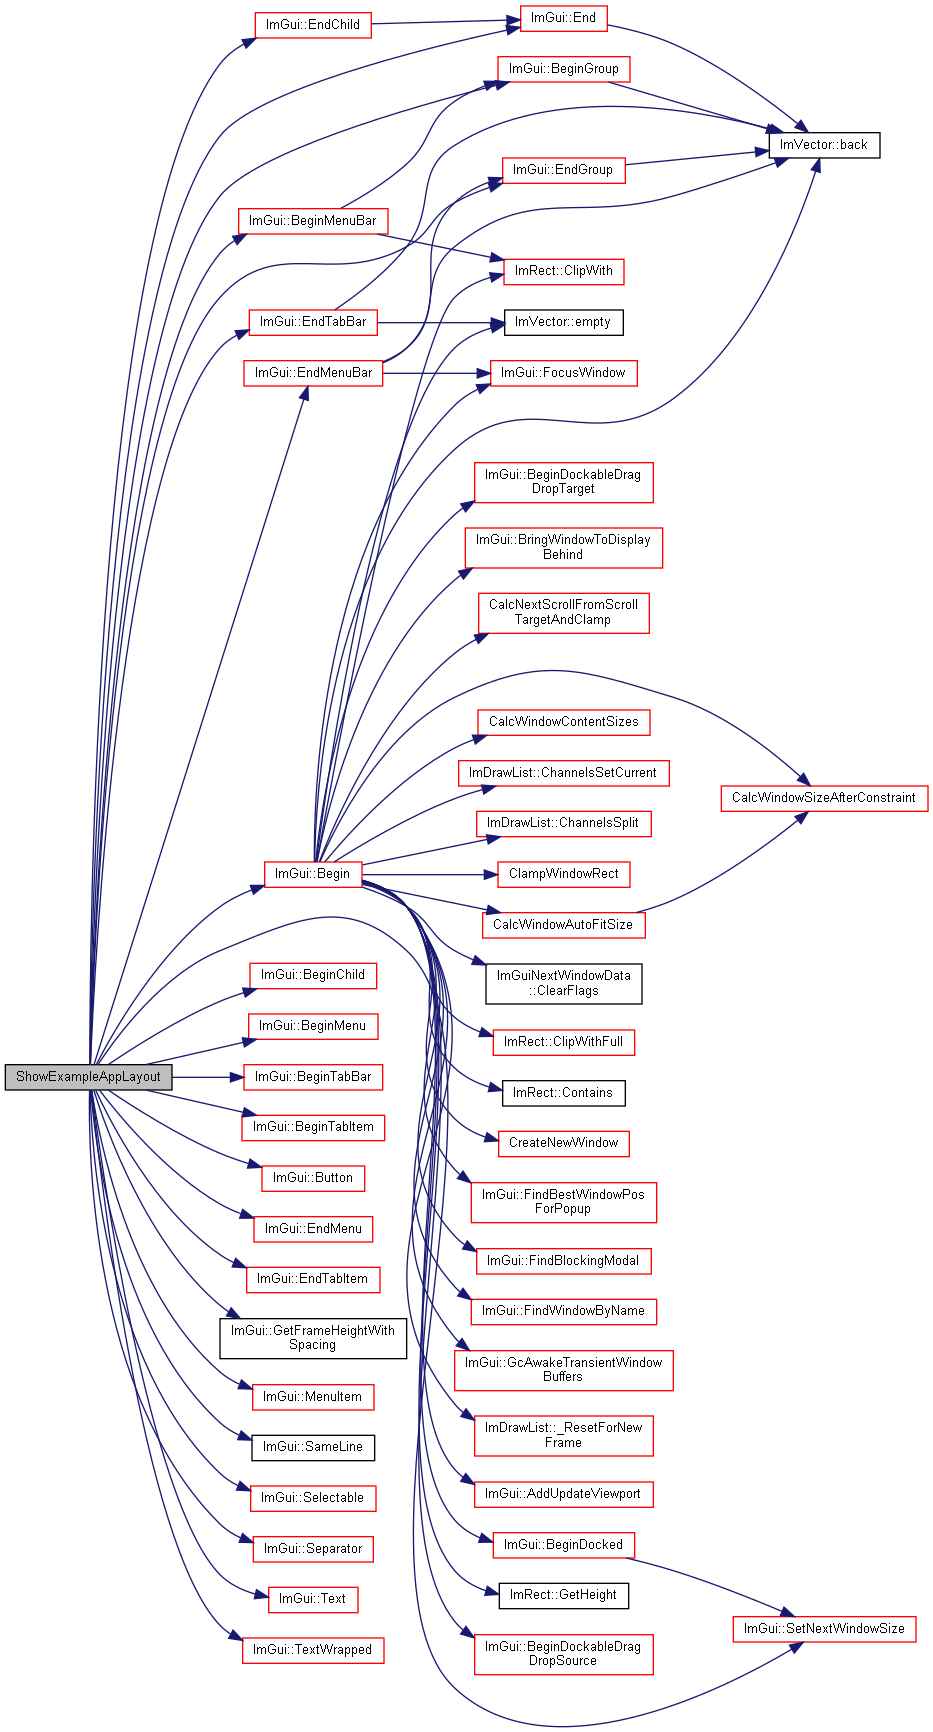 ImGui::EndChild
ImGui::End
ImGui::BeginGroup
ImVector::back
ImGui::EndGroup
ImGui::BeginMenuBar
ImRect::ClipWith
ImGui::EndTabBar
ImVector::empty
ImGui::EndMenuBar
ImGui::FocusWindow
ImGui::BeginDockableDrag
DropTarget
ImGui::BringWindowToDisplay
Behind
CalcNextScrollFromScroll
TargetAndClamp
CalcWindowContentSizes
ImDrawList::ChannelsSetCurrent
CalcWindowSizeAfterConstraint
ImDrawList::ChannelsSplit
ImGui::Begin
ClampWindowRect
CalcWindowAutoFitSize
ImGui::BeginChild
ImGuiNextWindowData
::ClearFlags
ImGui::BeginMenu
ImRect::ClipWithFull
ShowExampleAppLayout
ImGui::BeginTabBar
ImRect::Contains
ImGui::BeginTabItem
CreateNewWindow
ImGui::Button
ImGui::FindBestWindowPos
ForPopup
ImGui::EndMenu
ImGui::FindBlockingModal
ImGui::EndTabItem
ImGui::FindWindowByName
ImGui::GetFrameHeightWith
Spacing
ImGui::GcAwakeTransientWindow
Buffers
ImGui::MenuItem
ImDrawList::_ResetForNew
Frame
ImGui::SameLine
ImGui::Selectable
ImGui::AddUpdateViewport
ImGui::Separator
ImGui::BeginDocked
ImGui::Text
ImRect::GetHeight
ImGui::SetNextWindowSize
ImGui::TextWrapped
ImGui::BeginDockableDrag
DropSource